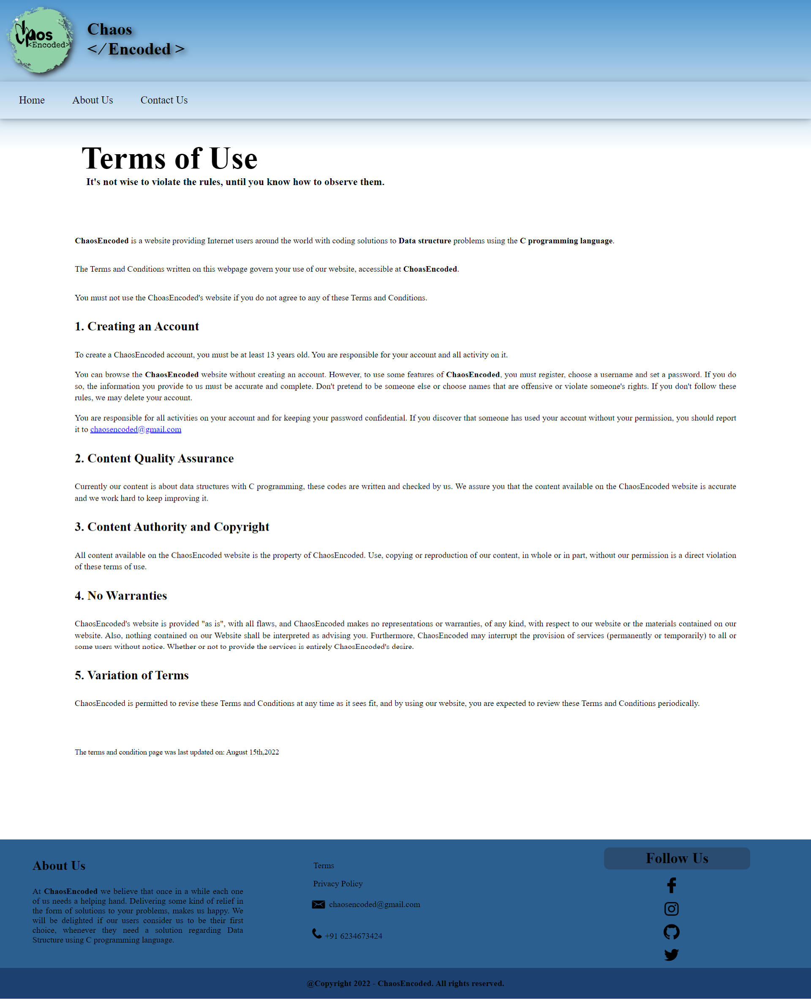 Chaos
<Encoded>
Chaos
</Encoded >
Home About Us Contact Us
Terms of Use
It's not wise to violate the rules, until you know how to observe them.
ChaosEncoded is a website providing Internet users around the world with coding solutions to Data structure problems using the C programming language.
The Terms and Conditions written on this webpage govern your use of our website, accessible at ChoasEncoded.
You must not use the ChoasEncoded's website if you do not agree to any of these Terms and Conditions.
1. Creating an Account
To create a ChaosEncoded account, you must be at least 13 years old. You are responsible for your account and all activity on it.
You can browse the ChaosEncoded website without creating an account. However, to use some features of ChaosEncoded, you must register, choose a username and set a password. If you do
so, the information you provide to us must be accurate and complete. Don't pretend to be someone else or choose names that are offensive or violate someone's rights. If you don't follow these
rules, we may delete your account.
You are responsible for all activities on your account and for keeping your password confidential. If you discover that someone has used your account without your permission, you should report
it to chaosencoded@gmail.com
2. Content Quality Assurance
Currently our content is about data structures with C programming, these codes are written and checked by us. We assure you that the content available on the ChaosEncoded website is accurate
and we work hard to keep improving it.
3. Content Authority and Copyright
All content available on the ChaosEncoded website is the property of ChaosEncoded. Use, copying or reproduction of our content, in whole or in part, without our permission is a direct violation
of these terms of use.
4. No Warranties
ChaosEncoded's website is provided "as is", with all flaws, and ChaosEncoded makes no representations or warranties, of any kind, with respect to our website or the materials contained on our
website. Also, nothing contained on our Website shall be interpreted as advising you. Furthermore, ChaosEncoded may interrupt the provision of services (permanently or temporarily) to all or
some users without notice. Whether or not to provide the services is entirely ChaosEncoded's desire.
5. Variation of Terms
ChaosEncoded is permitted to revise these Terms and Conditions at any time as it sees fit, and by using our website, you are expected to review these Terms and Conditions periodically.
The terms and condition page was last updated on: August 15th,2022
About Us
At ChaosEncoded we believe that once in a while each one
of us needs a helping hand. Delivering some kind of relief in
the form of solutions to your problems, makes us happy. We
will be delighted if our users consider us to be their first
choice, whenever they need a solution regarding Data
Structure using C programming language.
Terms
Privacy Policy
chaosencoded@gmail.com
+91 6234673424
Follow Us
@Copyright 2022 - ChaosEncoded. All rights reserved.